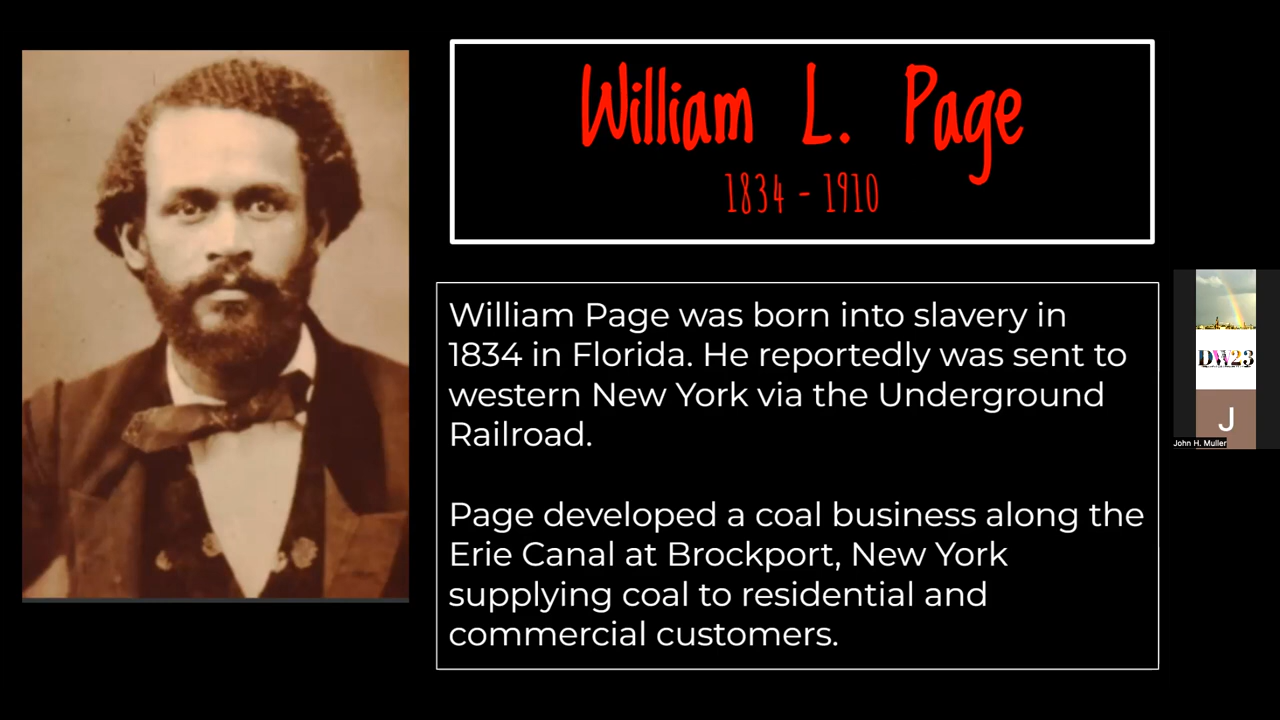 William L. Page
1834 - 1910
William Page was born into slavery in
1834 in Florida. He reportedly was sent to
western New York via the Underground
Railroad.
Page developed a coal business along the
Erie Canal at Brockport, New York
supplying coal to residential and
commercial customers.
DW23
J
John H. Muller